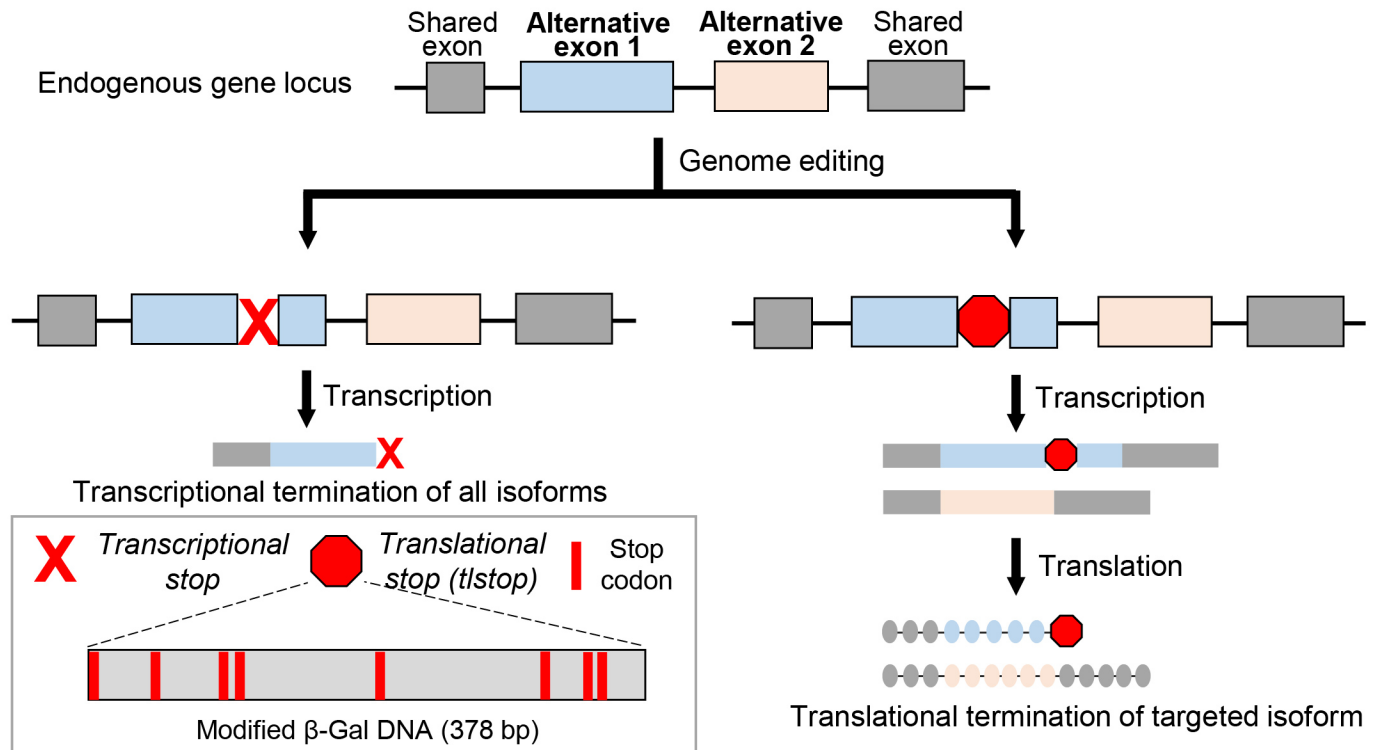 Shared
exon
Alternative
exon 1
Alternative
exon 2
Shared
exon
Endogenous gene locus
Genome editing
Transcription
Transcriptional termination of all isoforms
Transcription
Translation
Translational termination of targeted isoform
Transcriptional
stop
Translational
stop (tlstop)
Stop
codon
Modified β-Gal DNA (378 bp)